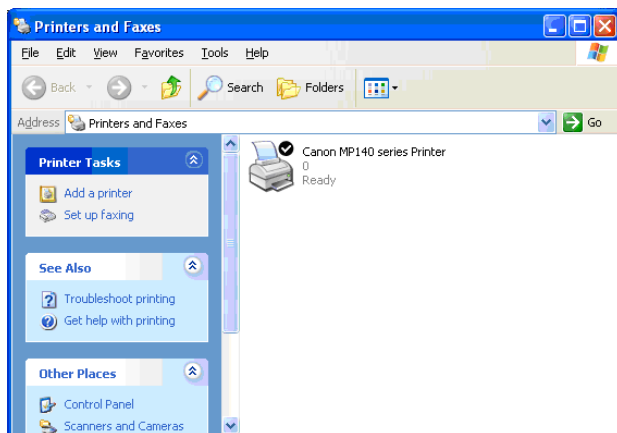 Printers and Faxes
File Edit View Favorites Tools Help
Back Search Folders
Address Printers and Faxes Go
Printer Tasks
Add a printer
Set up faxing
See Also
Troubleshoot printing
Get help with printing
Other Places
Control Panel
Scanners and Cameras
Canon MP140 series Printer
0
Ready